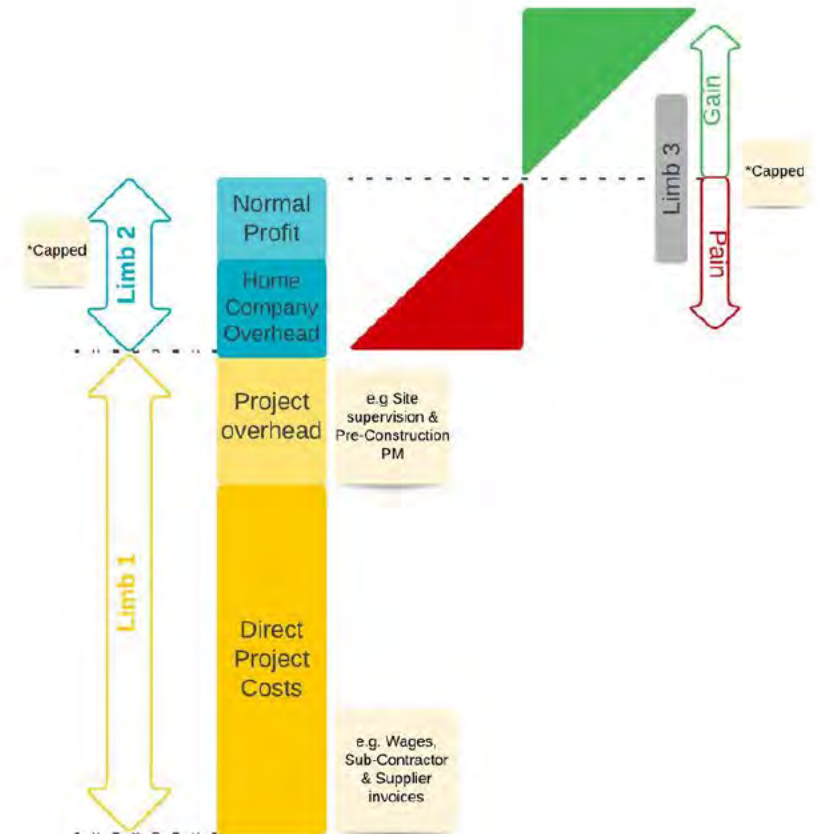 Gain
Limb 3
*Capped
Pain
Normal
Profit
Limb 2
*Capped
Home
Company
Overhead
Project
overhead
e.g Site
supervision &
Pre-Construction
PM
Limb 1
Direct
Project
Costs
e.g. Wages,
Sub-Contractor
& Supplier
invoices